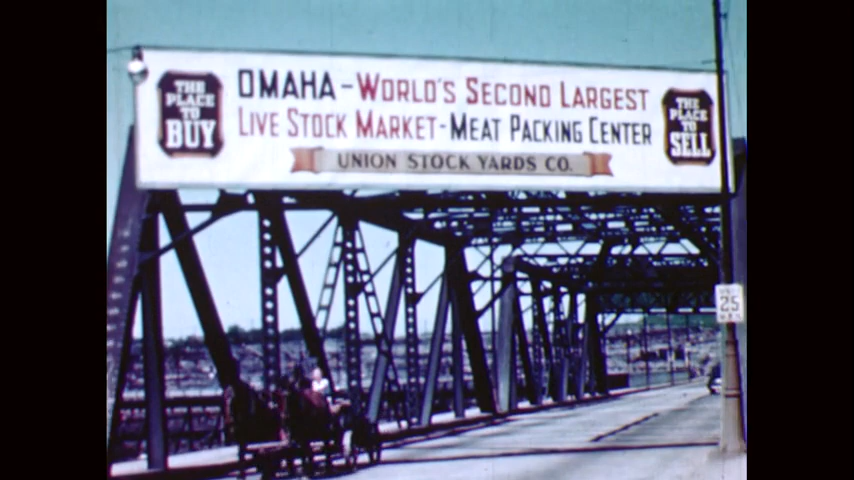 THE
PLACE
TO
BUY
OMAHA - WORLD'S SECOND LARGEST
LIVE STOCK MARKET - MEAT PACKING CENTER
UNION STOCK YARDS CO.
THE
PLACE
TO
SELL
25